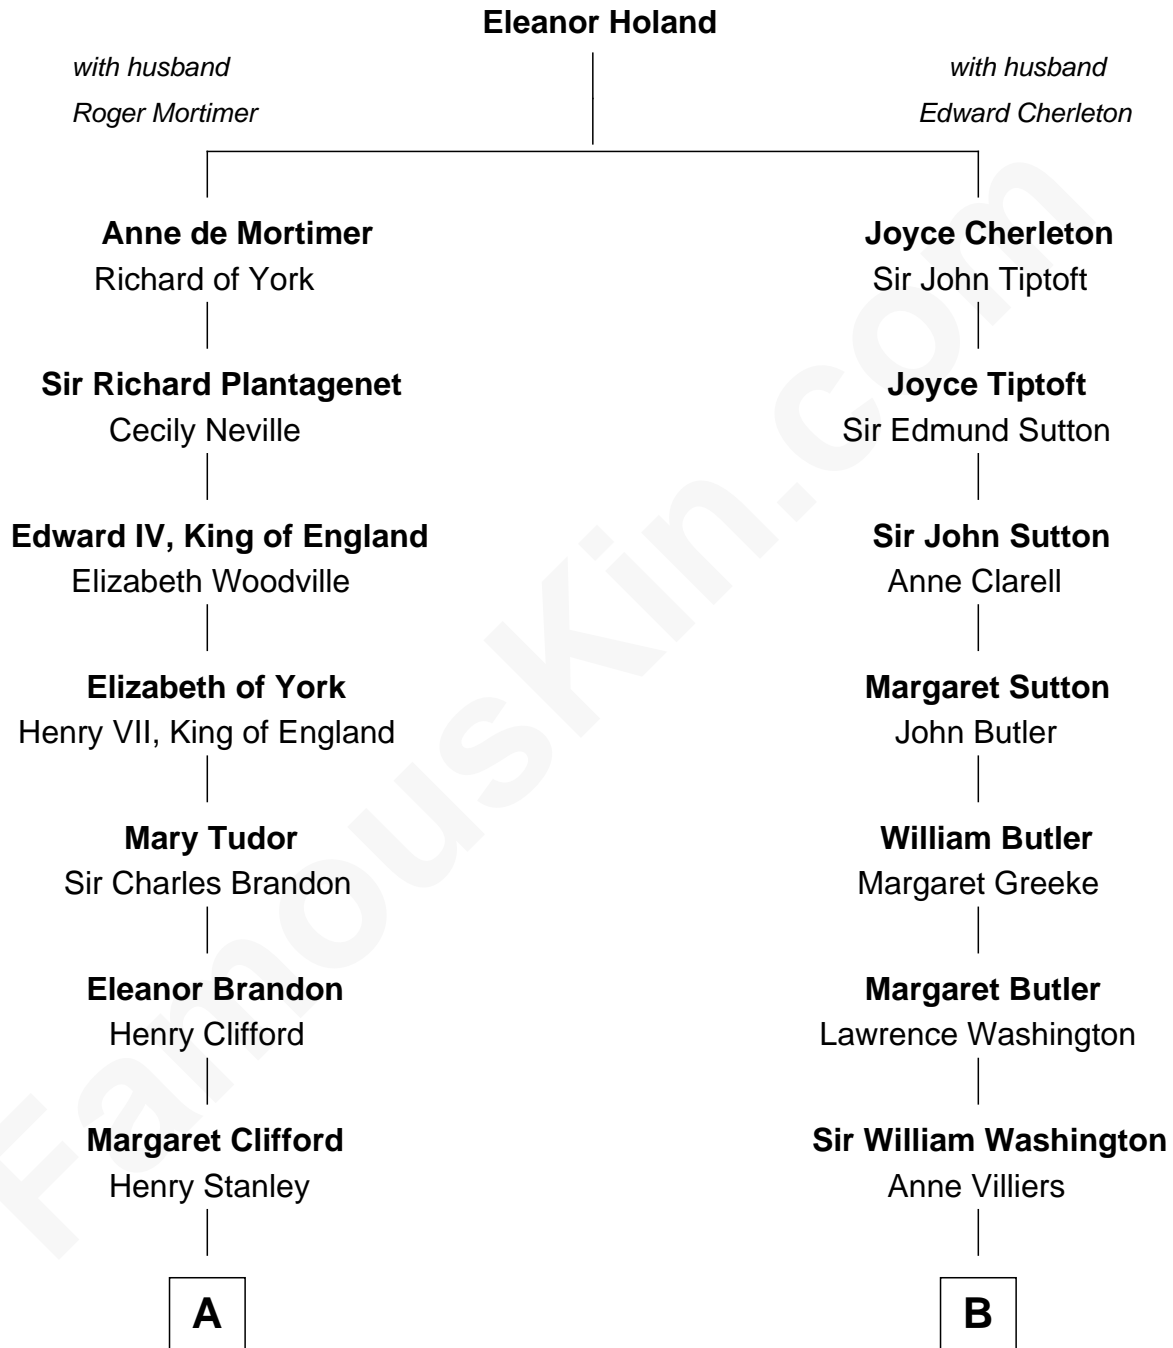 Eleanor Holand
with husband
Roger Mortimer
with husband
Edward Cherleton
Anne de Mortimer
Richard of York
Joyce Cherleton
Sir John Tiptoft
Sir Richard Plantagenet
Cecily Neville
Joyce Tiptoft
Sir Edmund Sutton
Edward IV, King of England
Elizabeth Woodville
Sir John Sutton
Anne Clarell
Elizabeth of York
Henry VII, King of England
Margaret Sutton
John Butler
Mary Tudor
Sir Charles Brandon
William Butler
Margaret Greeke
Eleanor Brandon
Henry Clifford
Margaret Butler
Lawrence Washington
Margaret Clifford
Henry Stanley
Sir William Washington
Anne Villiers
A
B
FamousKin.com